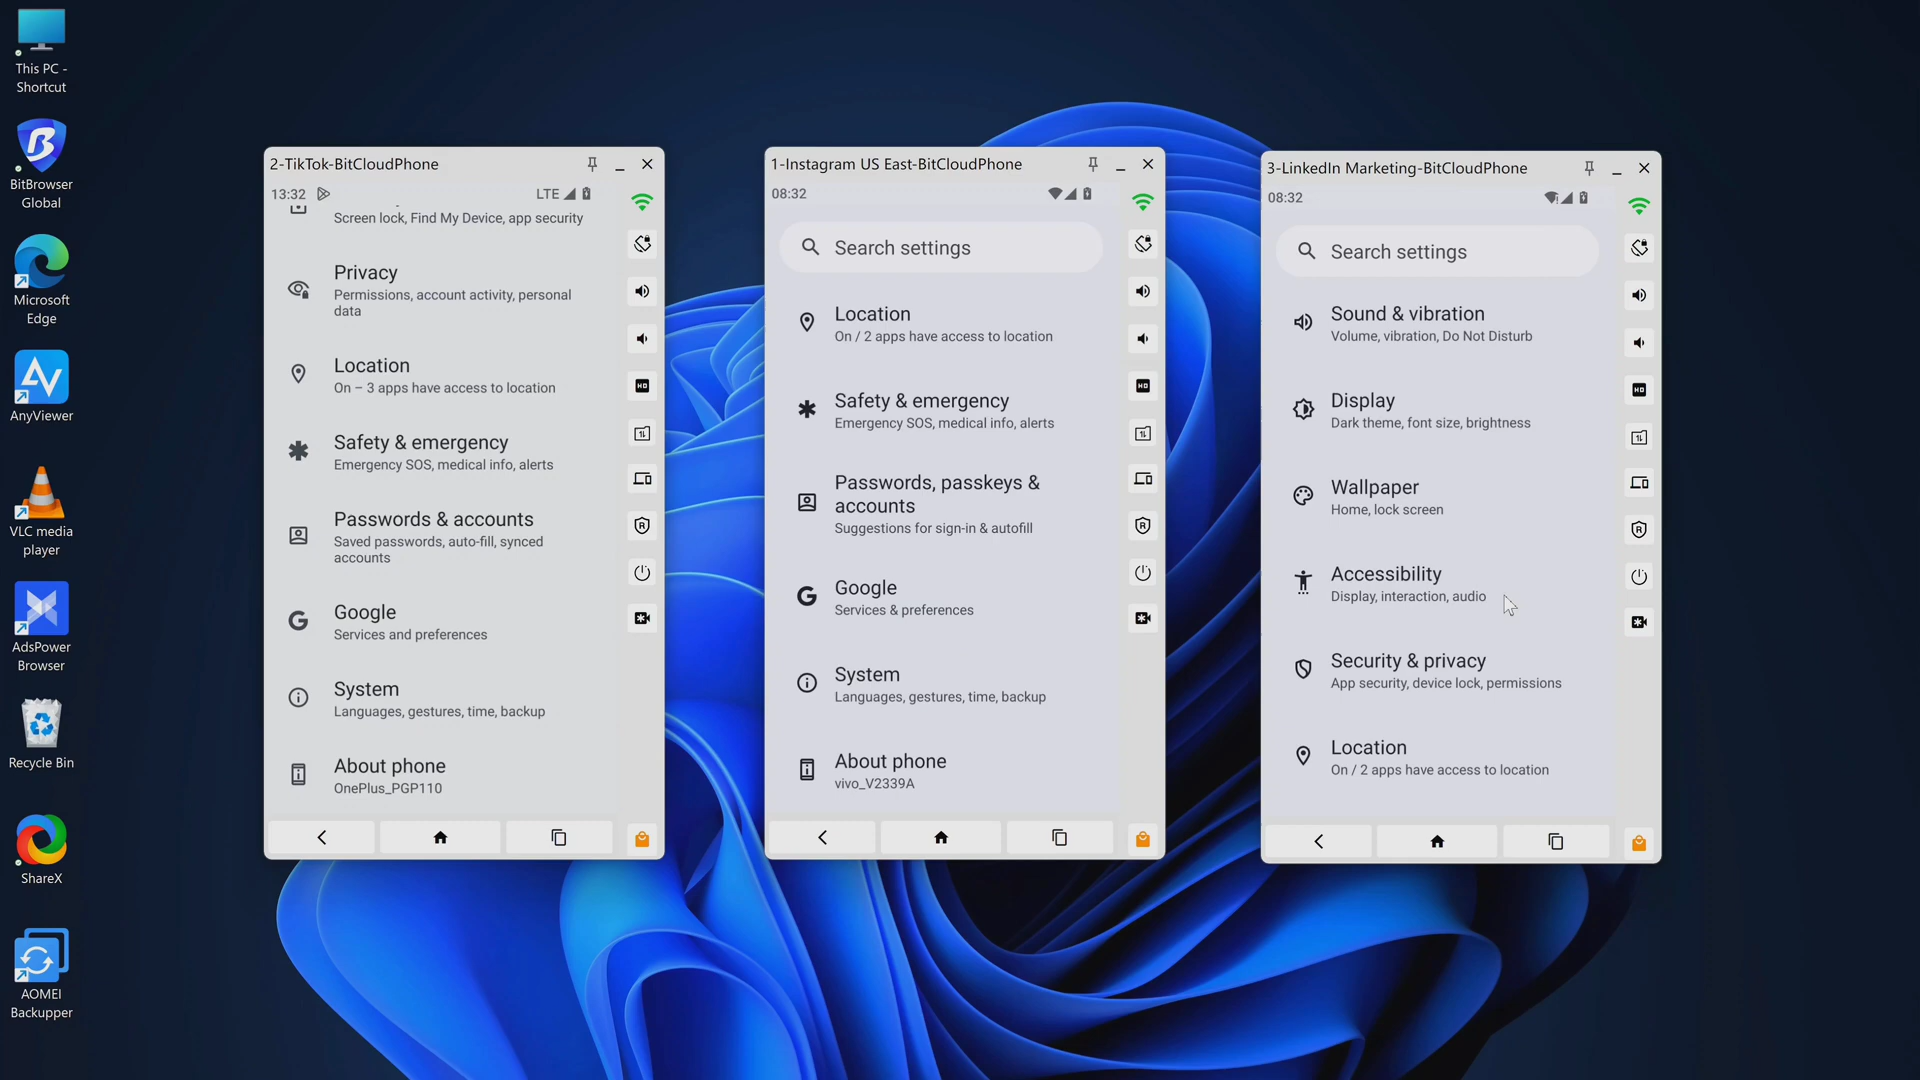 This PC -
Shortcut
BitBrowser
Global
Microsoft
Edge
AnyViewer
VLC media
player
AdsPower
Browser
Recycle Bin
ShareX
AOMEI
Backupper
2-TikTok-BitCloudPhone
13:32
LTE
Screen lock, Find My Device, app security
Privacy
Permissions, account activity, personal
data
Location
On – 3 apps have access to location
Safety & emergency
Emergency SOS, medical info, alerts
Passwords & accounts
Saved passwords, auto-fill, synced
accounts
Google
Services and preferences
System
Languages, gestures, time, backup
About phone
OnePlus_PGP110
HD
1-Instagram US East-BitCloudPhone
08:32
Search settings
Location
On / 2 apps have access to location
Safety & emergency
Emergency SOS, medical info, alerts
Passwords, passkeys &
accounts
Suggestions for sign-in & autofill
Google
Services & preferences
System
Languages, gestures, time, backup
About phone
vivo_V2339A
HD
3-LinkedIn Marketing-BitCloudPhone
08:32
Search settings
Sound & vibration
Volume, vibration, Do Not Disturb
Display
Dark theme, font size, brightness
Wallpaper
Home, lock screen
Accessibility
Display, interaction, audio
Security & privacy
App security, device lock, permissions
Location
On / 2 apps have access to location
HD